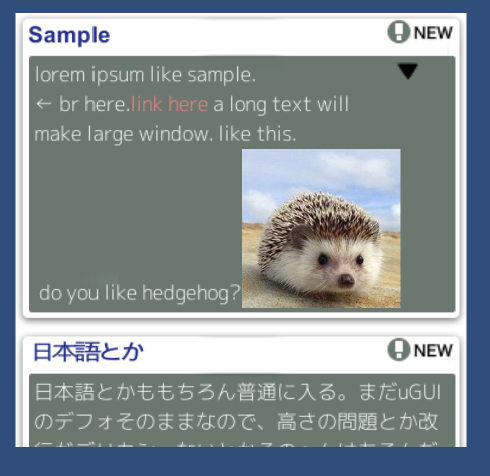 Sample
NEW
lorem ipsum like sample.
← br here.link here a long text will
make large window. like this.
do you like hedgehog?
日本語とか
NEW
日本語とかももちろん普通に入る。まだuGUI
のデフォそのままなので、高さの問題とか改